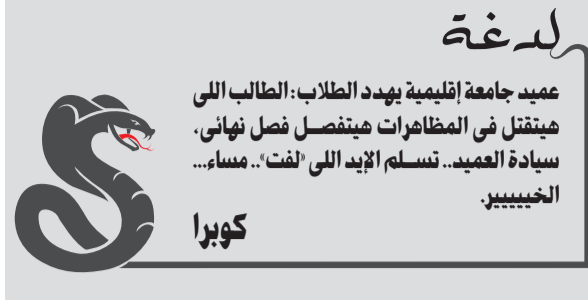 لدغة
عميد جامعة إقليمية يهدد الطلاب: الطالب اللى
هيتقتل فى المظاهرات هيتفصل فصل نهائى،
سيادة العميد.. تسلم الإيد اللى «لفت».. مساء...
الخيييير.
كوبرا